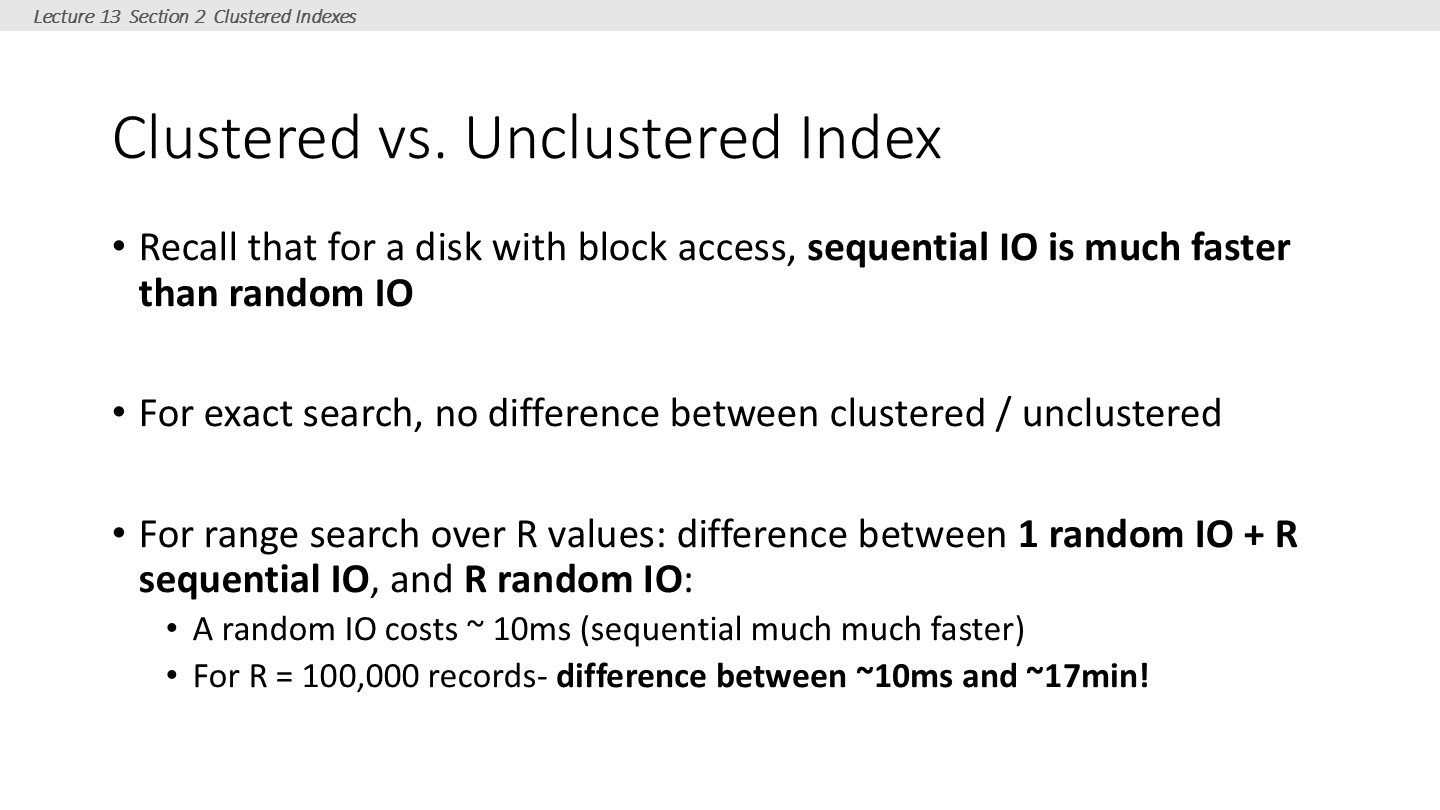 Lecture 13 Section 2 Clustered Indexes
Clustered vs. Unclustered Index
• Recall that for a disk with block access, sequential IO is much faster
than random IO
• For exact search, no difference between clustered / unclustered
• For range search over R values: difference between 1 random IO + R
sequential IO, and R random IO:
• A random IO costs ~ 10ms (sequential much much faster)
• For R = 100,000 records- difference between ~10ms and ~17min!